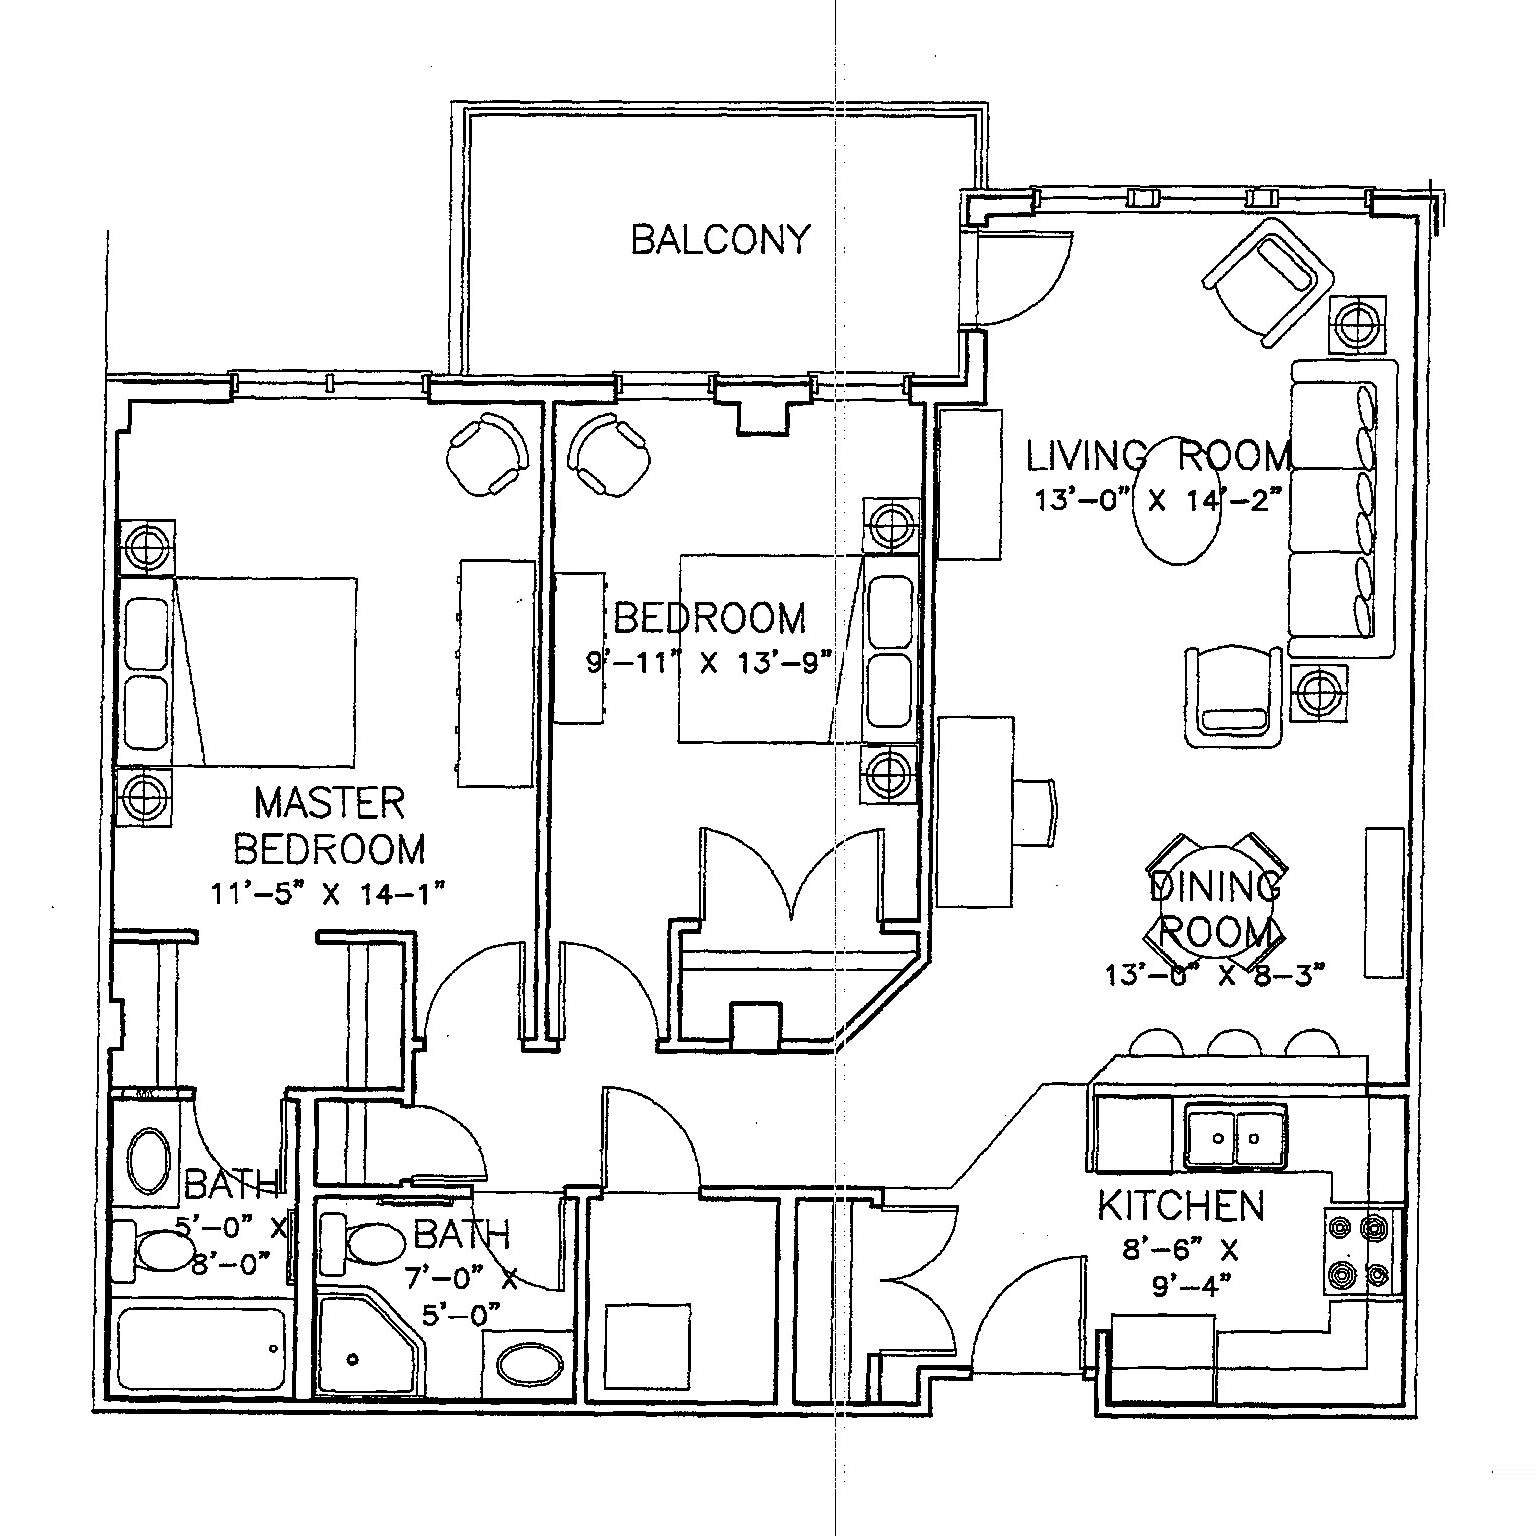 BALCONY
LIVING ROOM
13'-0" X 14'-2"
BEDROOM
9'-11" X 13'-9"
MASTER
BEDROOM
11'-5" X 14-1"
DINING
ROOM
13'-0" X 8-3"
BATH
5'-0" X
8'-0"
BATH
7'-0" X
5'-0"
KITCHEN
8'-6" X
9'-4"